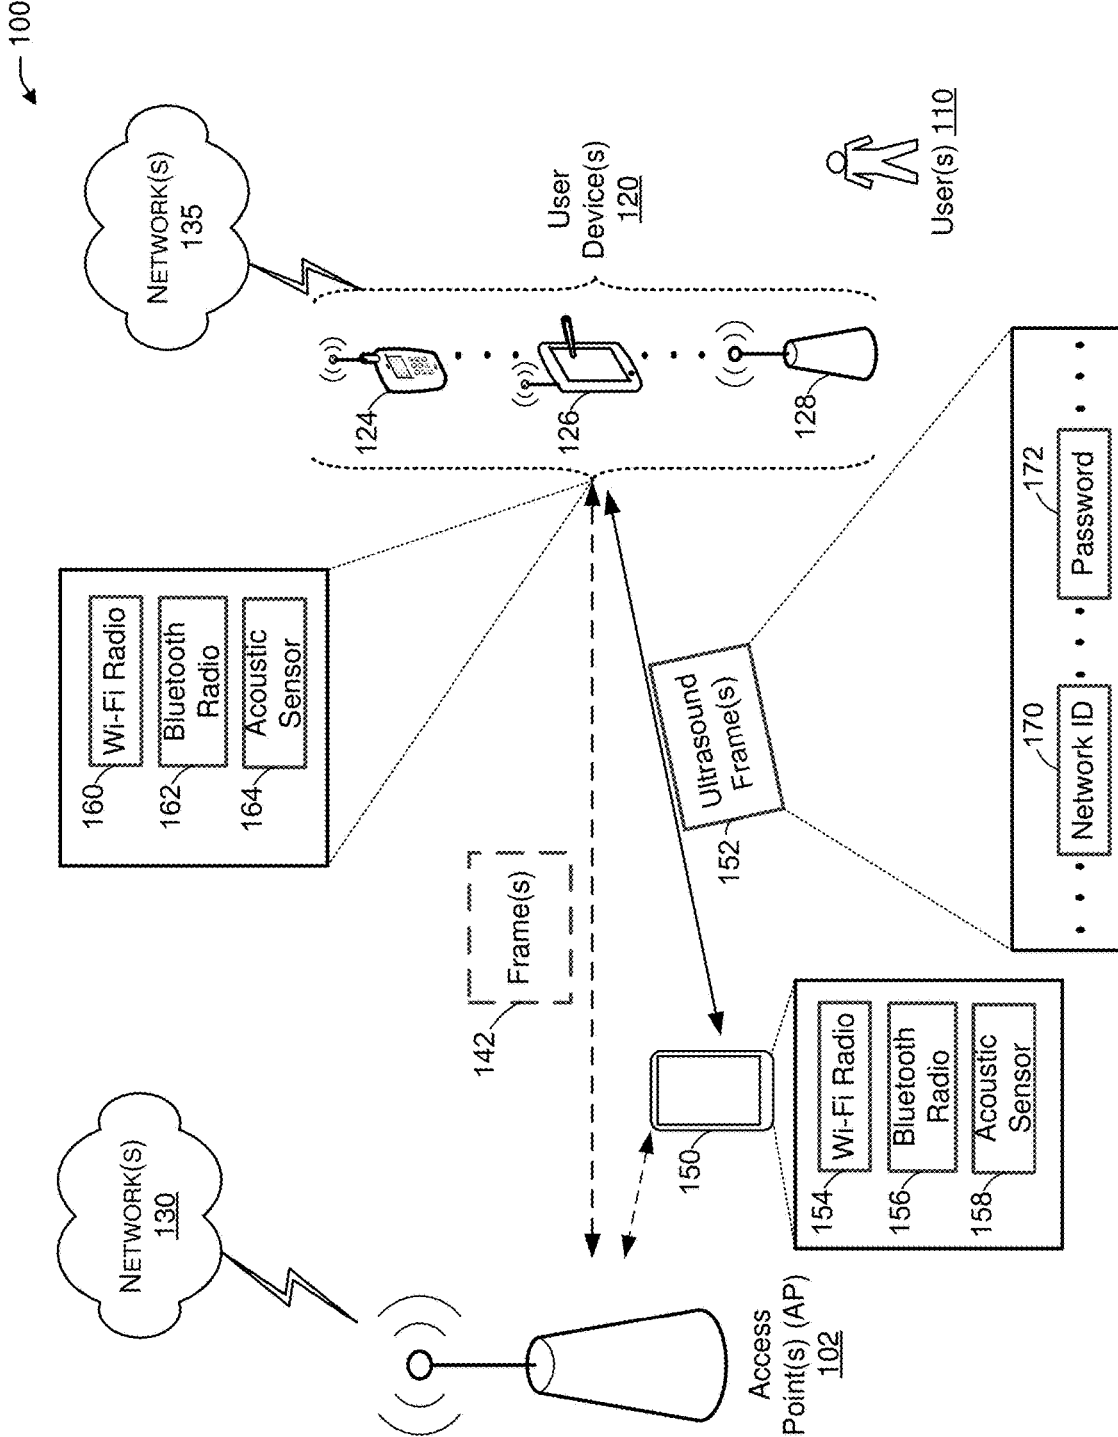 100
NETWORK(S)
130
NETWORK(S)
135
160
Wi-Fi Radio
162
Bluetooth
Radio
164
Acoustic
Sensor
124
126
128
User
Device(s)
120
User(s) 110
142
Frame(s)
152
Ultrasound
Frame(s)
Access
Point(s) (AP)
102
150
154
Wi-Fi Radio
156
Bluetooth
Radio
158
Acoustic
Sensor
170
Network ID
172
Password